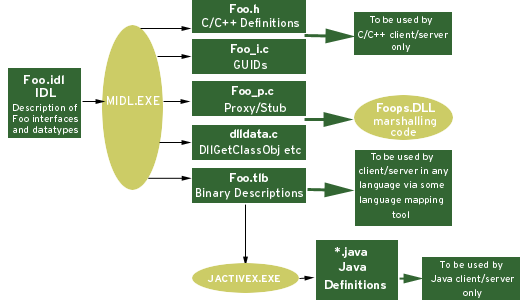 Foo.idl
IDL
Description of
Foo interfaces
and datatypes
MIDL.EXE
Foo.h
C/C++ Definitions
To be used by
C/C++ client/server
only
Foo_i.c
GUIDs
Foo_p.c
Proxy/Stub
Foops.DLL
marshalling
code
dlldata.c
DllGetClassObj etc
Foo.tlb
Binary Descriptions
To be used by
client/server in any
language via some
language mapping
tool
JACTIVEX.EXE
*.java
Java
Definitions
To be used by
Java client/server
only